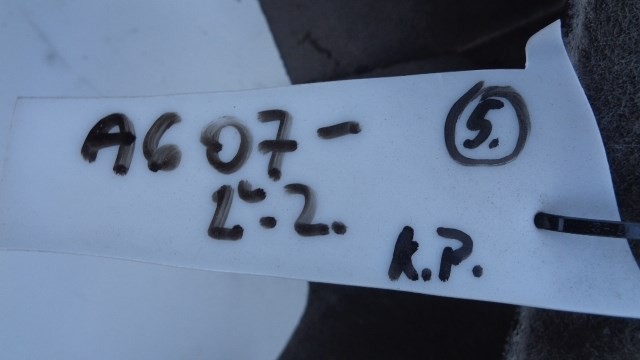 A607- 5.
2-2.
K.P.